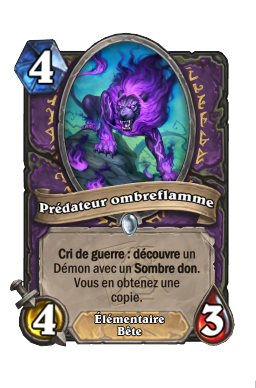 4
Prédateur ombreflamme
Cri de guerre : découvre un
Démon avec un Sombre don.
Vous en obtenez une
copie.
Élémentaire
Bête
4
3